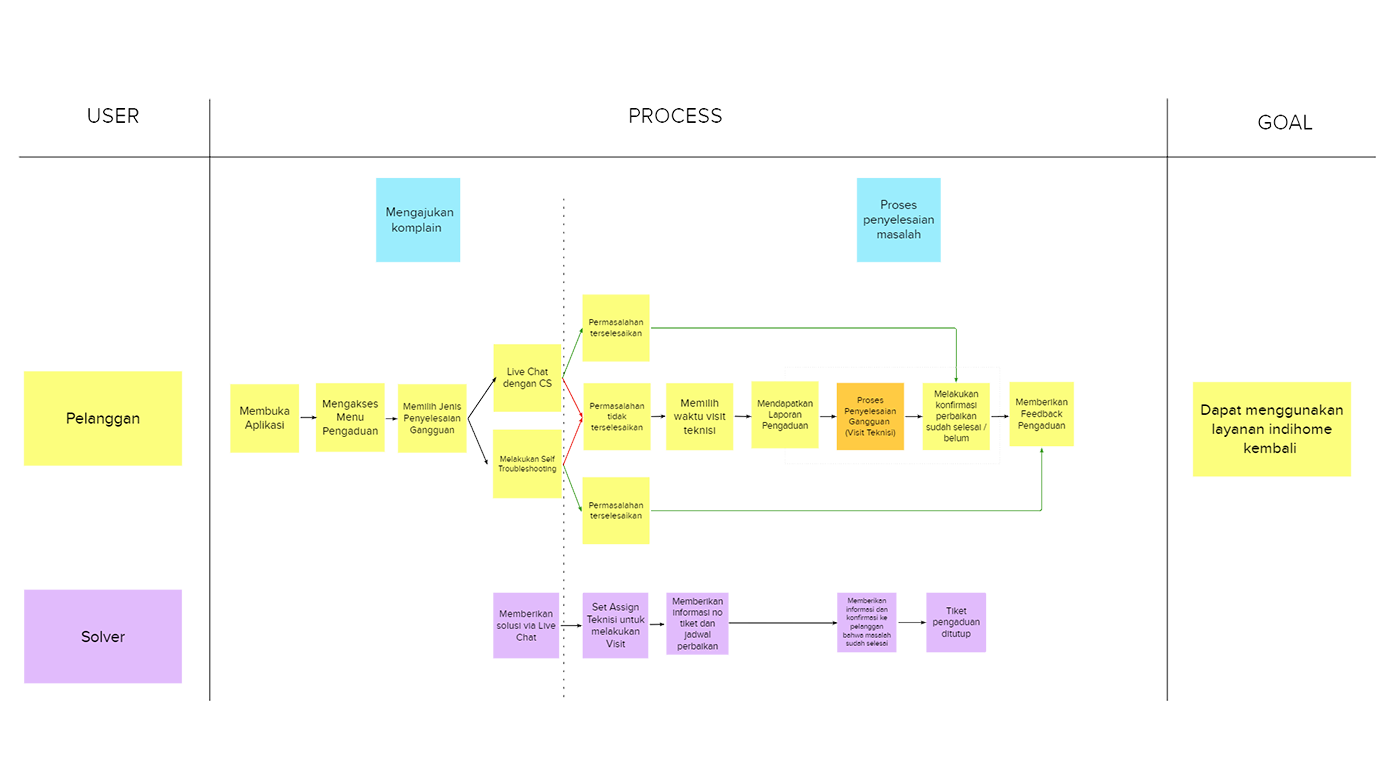 USER
PROCESS
GOAL
Mengajukan
komplain
Proses
penyelesaian
masalah
Pelanggan
Membuka
Aplikasi
Mengakses
Menu
Pengaduan
Memilih Jenis
Penyelesaian
Gangguan
Live Chat
dengan CS
Melakukan Self
Troubleshooting
Permasalahan
terselesaikan
Permasalahan
tidak
terselesaikan
Permasalahan
terselesaikan
Memilih
waktu visit
teknisi
Mendapatkan
Laporan
Pengaduan
Proses
Penyelesaian
Gangguan
(Visit Teknisi)
Melakukan
konfirmasi
perbaikan
sudah selesai /
belum
Memberikan
Feedback
Pengaduan
Dapat menggunakan
layanan indihome
kembali
Solver
Memberikan
solusi via Live
Chat
Set Assign
Teknisi untuk
melakukan
Visit
Memberikan
informasi no
tiket dan
jadwal
perbaikan
Memberikan
informasi dan
konfirmasi ke
pelanggan
bahwa masalah
sudah selesai
Tiket
pengaduan
ditutup